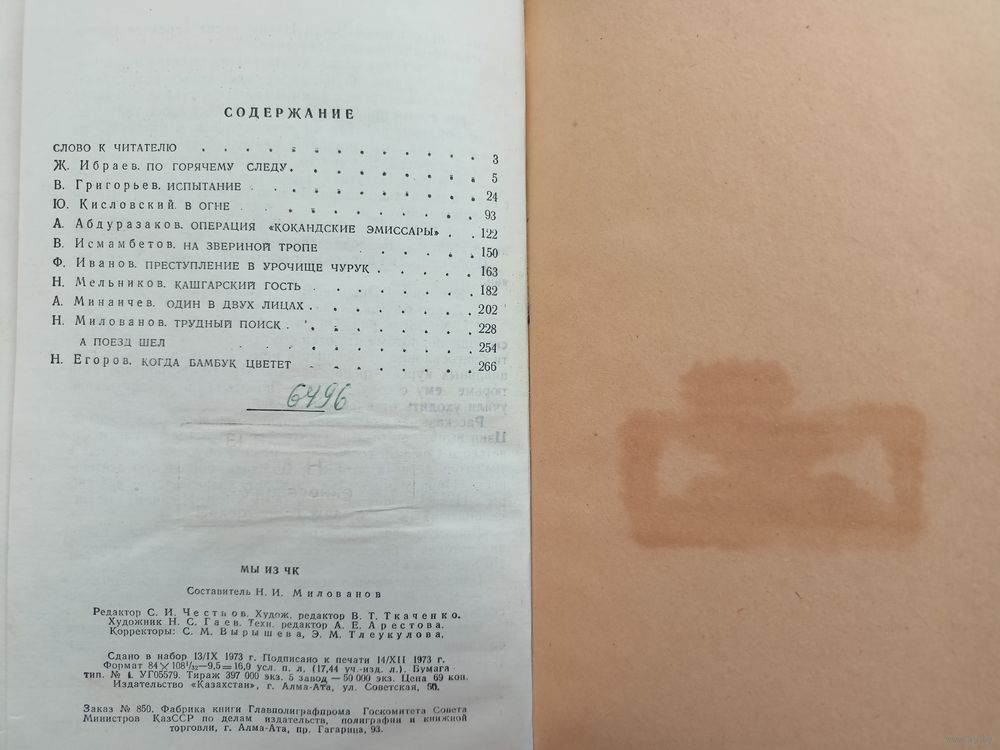 СОДЕРЖАНИЕ
СЛОВО К ЧИТАТЕЛЮ . . . . . . . . . . . 3
Ж. Ибраев. ПО ГОРЯЧЕМУ СЛЕДУ. . . . . . . . 5
В. Григорьев. ИСПЫТАНИЕ . . . . . . . . . 24
Ю. Кисловский. В ОГНЕ . . . . . . . . . 93
А. Абдуразаков. ОПЕРАЦИЯ «КОКАНДСКИЕ ЭМИССАРЫ» . . 122
В. Исмамбетов. НА ЗВЕРИНОЙ ТРОПЕ . . . . . . 150
Ф. Иванов. ПРЕСТУПЛЕНИЕ В УРОЧИЩЕ ЧУРУК . . . . . 163
Н. Мельников. КАШГАРСКИЙ ГОСТЬ . . . . . . . 182
А. Минанчев. ОДИН В ДВУХ ЛИЦАХ . . . . . . . 202
Н. Милованов. ТРУДНЫЙ ПОИСК . . . . . . . . 228
А ПОЕЗД ШЕЛ . . . . . . . . 254
Н. Егоров. КОГДА БАМБУК ЦВЕТЕТ . . . . . . . 266
6496
МЫ ИЗ ЧК
Составитель Н. И. Милованов
Редактор С. И. Честнов. Худож. редактор В. Т. Ткаченко.
Художник Н. С. Гаев. Техн. редактор А. Е. Арестова.
Корректоры: С. М. Вырышева, Э. М. Тлеукулова.
Сдано в набор 13/IX 1973 г. Подписано к печати 14/XII 1973 г.
Формат 84×108¹/₃₂—9,5=16,0 усл. п. л. (17,44 уч.-изд. л.). Бумага
тип. № 1. УГ05579. Тираж 397 000 экз. 5 завод — 50 000 экз. Цена 69 коп.
Издательство «Казахстан», г. Алма-Ата, ул. Советская, 50.
Заказ № 850. Фабрика книги Главполиграфпрома Госкомитета Совета
Министров КазССР по делам издательств, полиграфии и книжной
торговли, г. Алма-Ата, пр. Гагарина, 93.